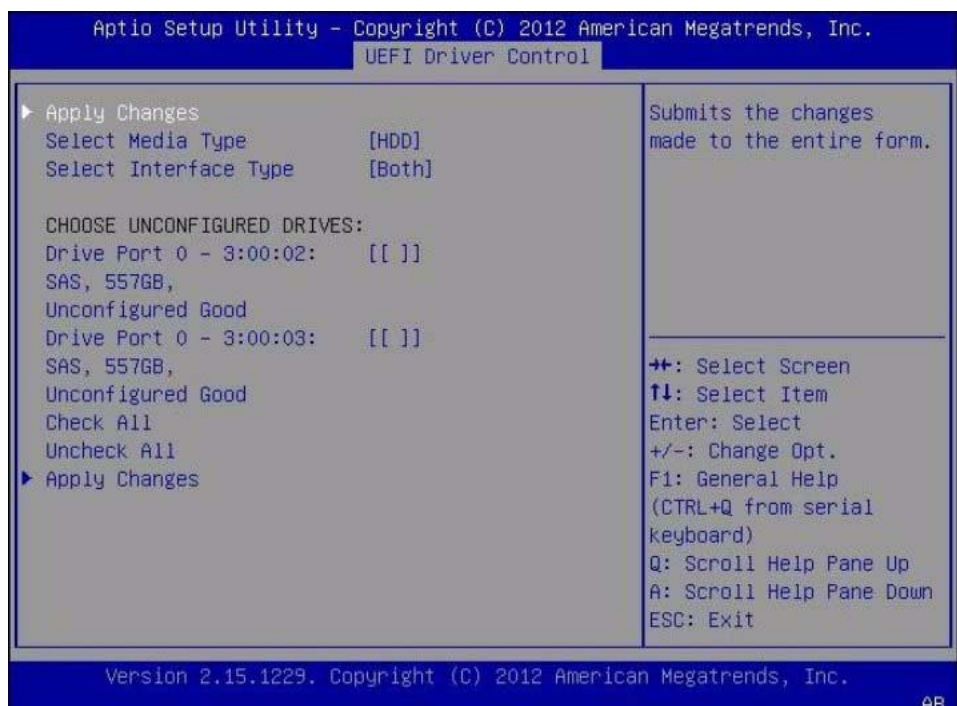 Aptio Setup Utility – Copyright (C) 2012 American Megatrends, Inc.
UEFI Driver Control
Apply Changes
Select Media Type [HDD]
Select Interface Type [Both]
CHOOSE UNCONFIGURED DRIVES:
Drive Port 0 - 3:00:02: [[ ]]
SAS, 557GB,
Unconfigured Good
Drive Port 0 - 3:00:03: [[ ]]
SAS, 557GB,
Unconfigured Good
Check All
Uncheck All
Apply Changes
Submits the changes
made to the entire form.
→←: Select Screen
↑↓: Select Item
Enter: Select
+/-: Change Opt.
F1: General Help
(CTRL+Q from serial
keyboard)
Q: Scroll Help Pane Up
A: Scroll Help Pane Down
ESC: Exit
Version 2.15.1229. Copyright (C) 2012 American Megatrends, Inc.
AB